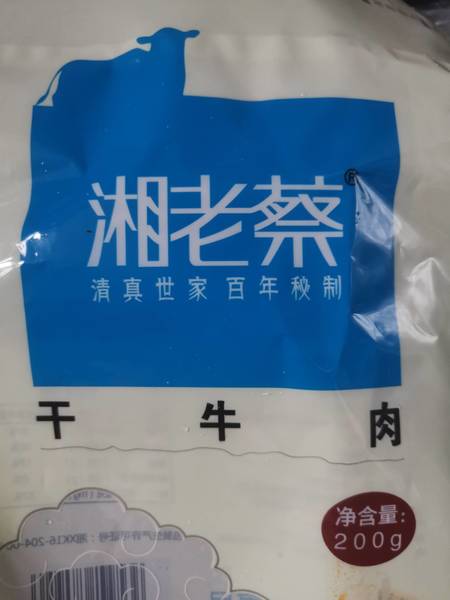 湘老蔡®
清真世家 百年秘制
干牛肉
净含量:
200g